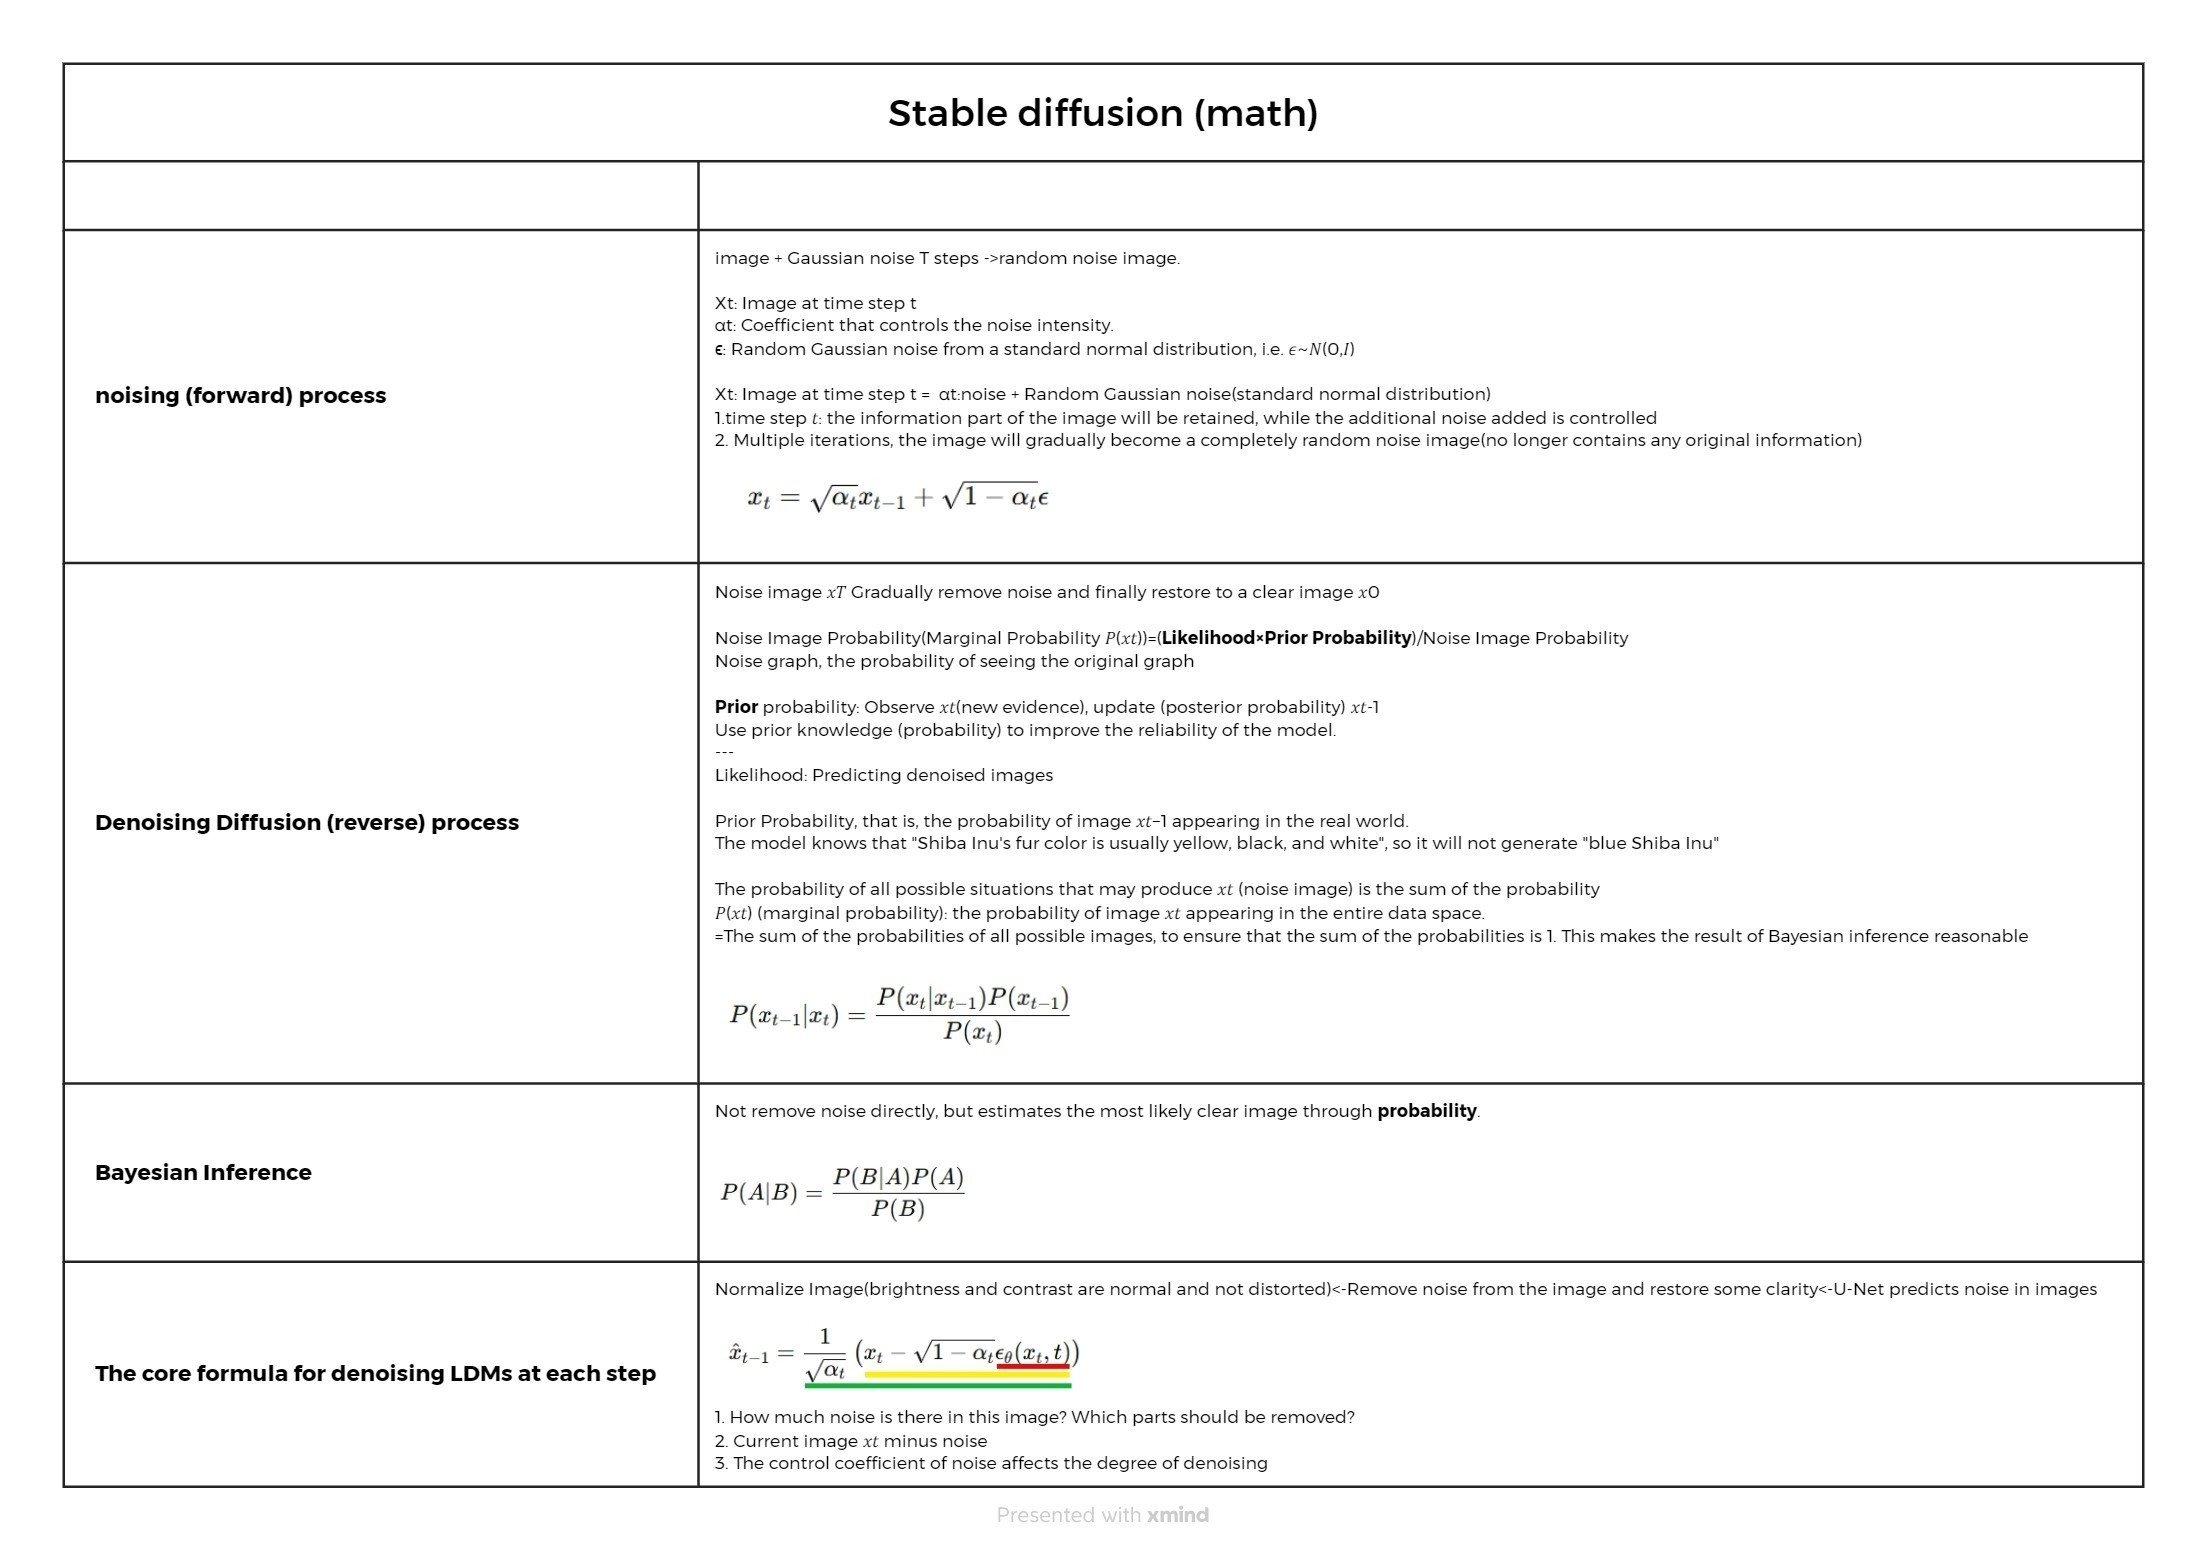 Stable diffusion (math)
noising (forward) process
image + Gaussian noise T steps ->random noise image.
Xt: Image at time step t
αt: Coefficient that controls the noise intensity.
ϵ: Random Gaussian noise from a standard normal distribution, i.e. ϵ~N(0,I)
Xt: Image at time step t =  αt:noise + Random Gaussian noise(standard normal distribution)
1.time step t: the information part of the image will be retained, while the additional noise added is controlled
2. Multiple iterations, the image will gradually become a completely random noise image(no longer contains any original information)
x_t = √α_t x_{t−1} + √(1 − α_t) ϵ
Denoising Diffusion (reverse) process
Noise image xT Gradually remove noise and finally restore to a clear image x0
Noise Image Probability(Marginal Probability P(xt))=(Likelihood×Prior Probability)/Noise Image Probability
Noise graph, the probability of seeing the original graph
Prior probability: Observe xt(new evidence), update (posterior probability) xt-1
Use prior knowledge (probability) to improve the reliability of the model.
---
Likelihood: Predicting denoised images
Prior Probability, that is, the probability of image xt−1 appearing in the real world.
The model knows that "Shiba Inu's fur color is usually yellow, black, and white", so it will not generate "blue Shiba Inu"
The probability of all possible situations that may produce xt (noise image) is the sum of the probability
P(xt) (marginal probability): the probability of image xt appearing in the entire data space.
=The sum of the probabilities of all possible images, to ensure that the sum of the probabilities is 1. This makes the result of Bayesian inference reasonable
P(x_{t−1}|x_t) = P(x_t|x_{t−1})P(x_{t−1}) / P(x_t)
Bayesian Inference
Not remove noise directly, but estimates the most likely clear image through probability.
P(A|B) = P(B|A)P(A) / P(B)
The core formula for denoising LDMs at each step
Normalize Image(brightness and contrast are normal and not distorted)<-Remove noise from the image and restore some clarity<-U-Net predicts noise in images
x̂_{t−1} = 1/√α_t (x_t − √(1 − α_t) ϵ_θ(x_t, t))
1. How much noise is there in this image? Which parts should be removed?
2. Current image xt minus noise
3. The control coefficient of noise affects the degree of denoising
Presented with xmind